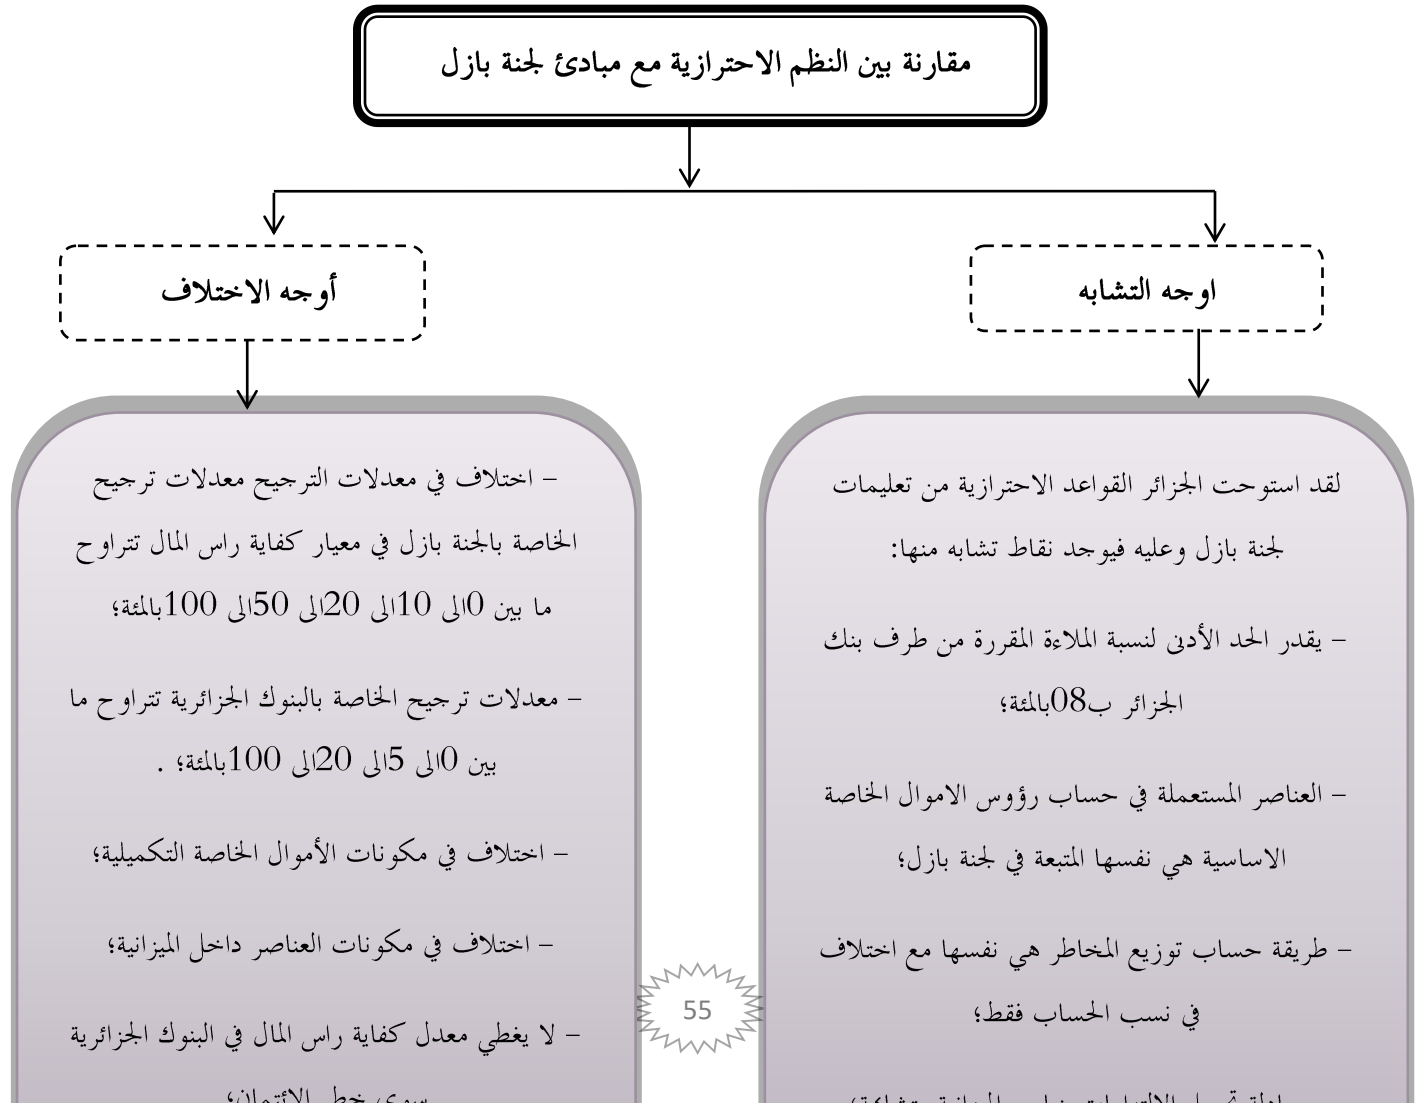 مقارنة بين النظم الاحترازية مع مبادئ لجنة بازل
اوجه التشابه
أوجه الاختلاف
لقد استوحت الجزائر القواعد الاحترازية من تعليمات
لجنة بازل وعليه فيوجد نقاط تشابه منها:
– يقدر الحد الأدنى لنسبة الملاءة المقررة من طرف بنك
الجزائر ب08بالمئة؛
– العناصر المستعملة في حساب رؤوس الاموال الخاصة
الاساسية هي نفسها المتبعة في لجنة بازل؛
– طريقة حساب توزيع المخاطر هي نفسها مع اختلاف
في نسب الحساب فقط؛
– اختلاف في معدلات الترجيح معدلات ترجيح
الخاصة بالجنة بازل في معيار كفاية راس المال تتراوح
ما بين 0الى 10الى 20الى 50الى 100بالمئة؛
– معدلات ترجيح الخاصة بالبنوك الجزائرية تتراوح ما
بين 0الى 5الى 20الى 100بالمئة؛ .
– اختلاف في مكونات الأموال الخاصة التكميلية؛
– اختلاف في مكونات العناصر داخل الميزانية؛
– لا يغطي معدل كفاية راس المال في البنوك الجزائرية
سوى خطر الائتمان؛
55